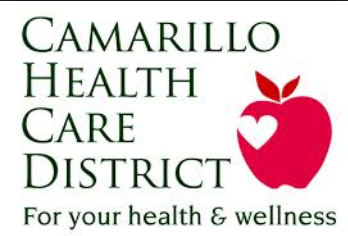 CAMARILLO
HEALTH
CARE
DISTRICT
For your health & wellness